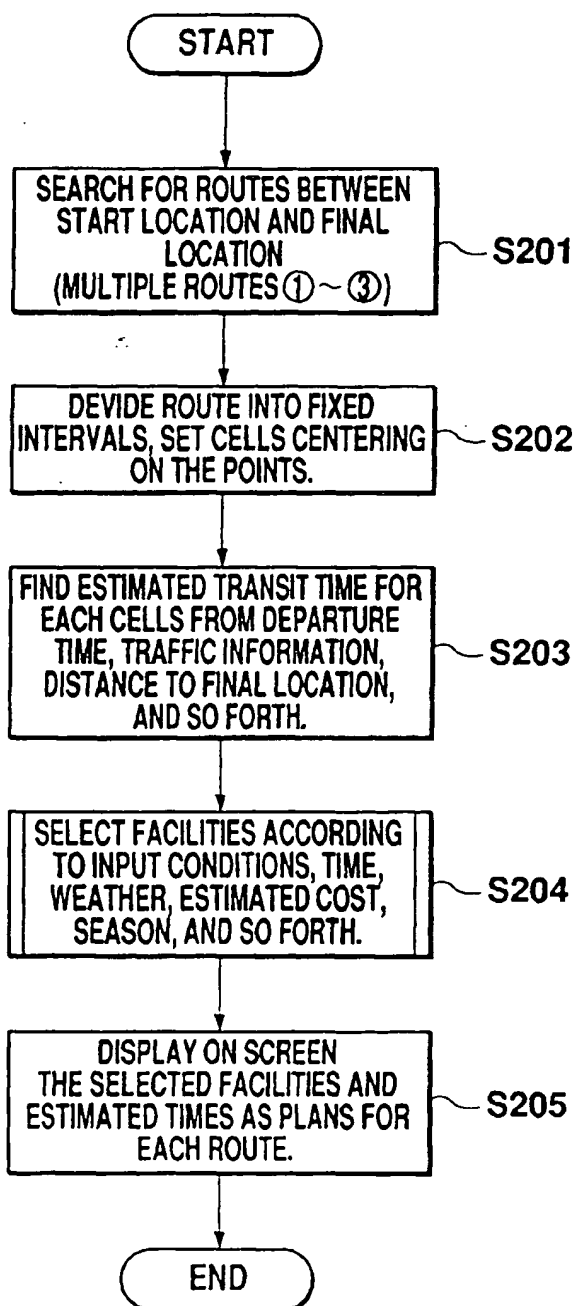 START
SEARCH FOR ROUTES BETWEEN
START LOCATION AND FINAL
LOCATION
(MULTIPLE ROUTES ①~③)
S201
DEVIDE ROUTE INTO FIXED
INTERVALS, SET CELLS CENTERING
ON THE POINTS.
S202
FIND ESTIMATED TRANSIT TIME FOR
EACH CELLS FROM DEPARTURE
TIME, TRAFFIC INFORMATION,
DISTANCE TO FINAL LOCATION,
AND SO FORTH.
S203
SELECT FACILITIES ACCORDING
TO INPUT CONDITIONS, TIME,
WEATHER, ESTIMATED COST,
SEASON, AND SO FORTH.
S204
DISPLAY ON SCREEN
THE SELECTED FACILITIES AND
ESTIMATED TIMES AS PLANS FOR
EACH ROUTE.
S205
END